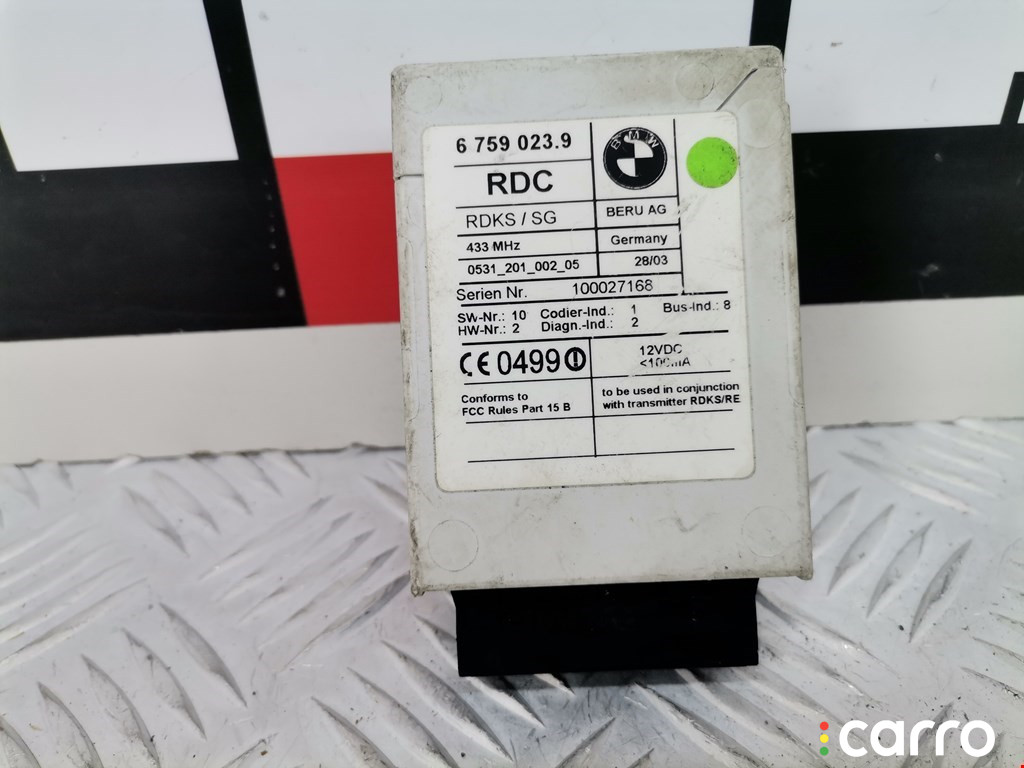 6 759 023.9
BMW
RDC
RDKS / SG
BERU AG
433 MHz
Germany
0531_201_002_05
28/03
Serien Nr. 100027168
SW-Nr.: 10 Codier-Ind.: 1 Bus-Ind.: 8
HW-Nr.: 2 Diagn.-Ind.: 2
CE 0499
12VDC
<100mA
Conforms to
FCC Rules Part 15 B
to be used in conjunction
with transmitter RDKS/RE
carro